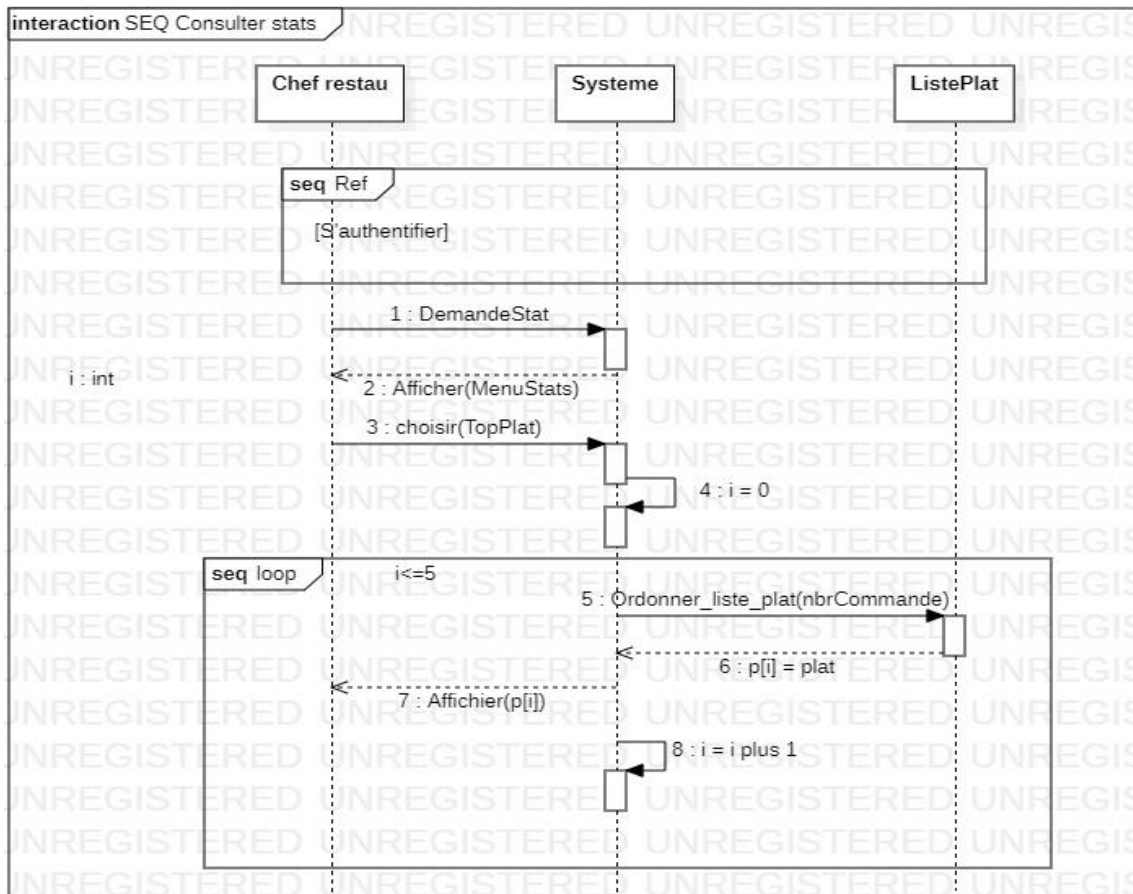 interaction SEQ Consulter stats
Chef restau
Systeme
ListePlat
seq Ref
[S'authentifier]
1 : DemandeStat
i : int
2 : Afficher(MenuStats)
3 : choisir(TopPlat)
4 : i = 0
seq loop
i<=5
5 : Ordonner_liste_plat(nbrCommande)
6 : p[i] = plat
7 : Affichier(p[i])
8 : i = i plus 1
UNREGISTERED